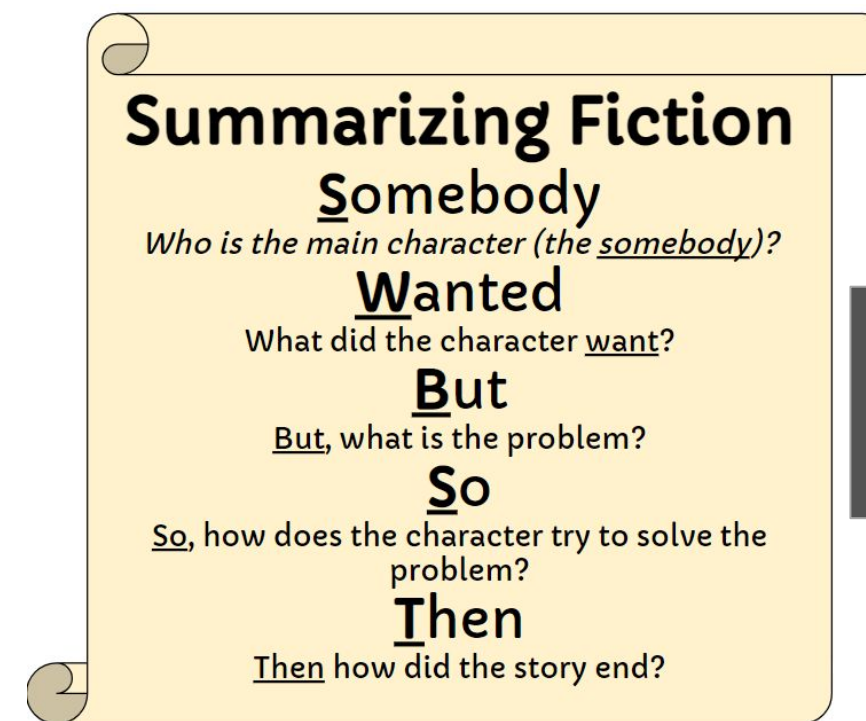 Summarizing Fiction
Somebody
Who is the main character (the somebody)?
Wanted
What did the character want?
But
But, what is the problem?
So
So, how does the character try to solve the
problem?
Then
Then how did the story end?